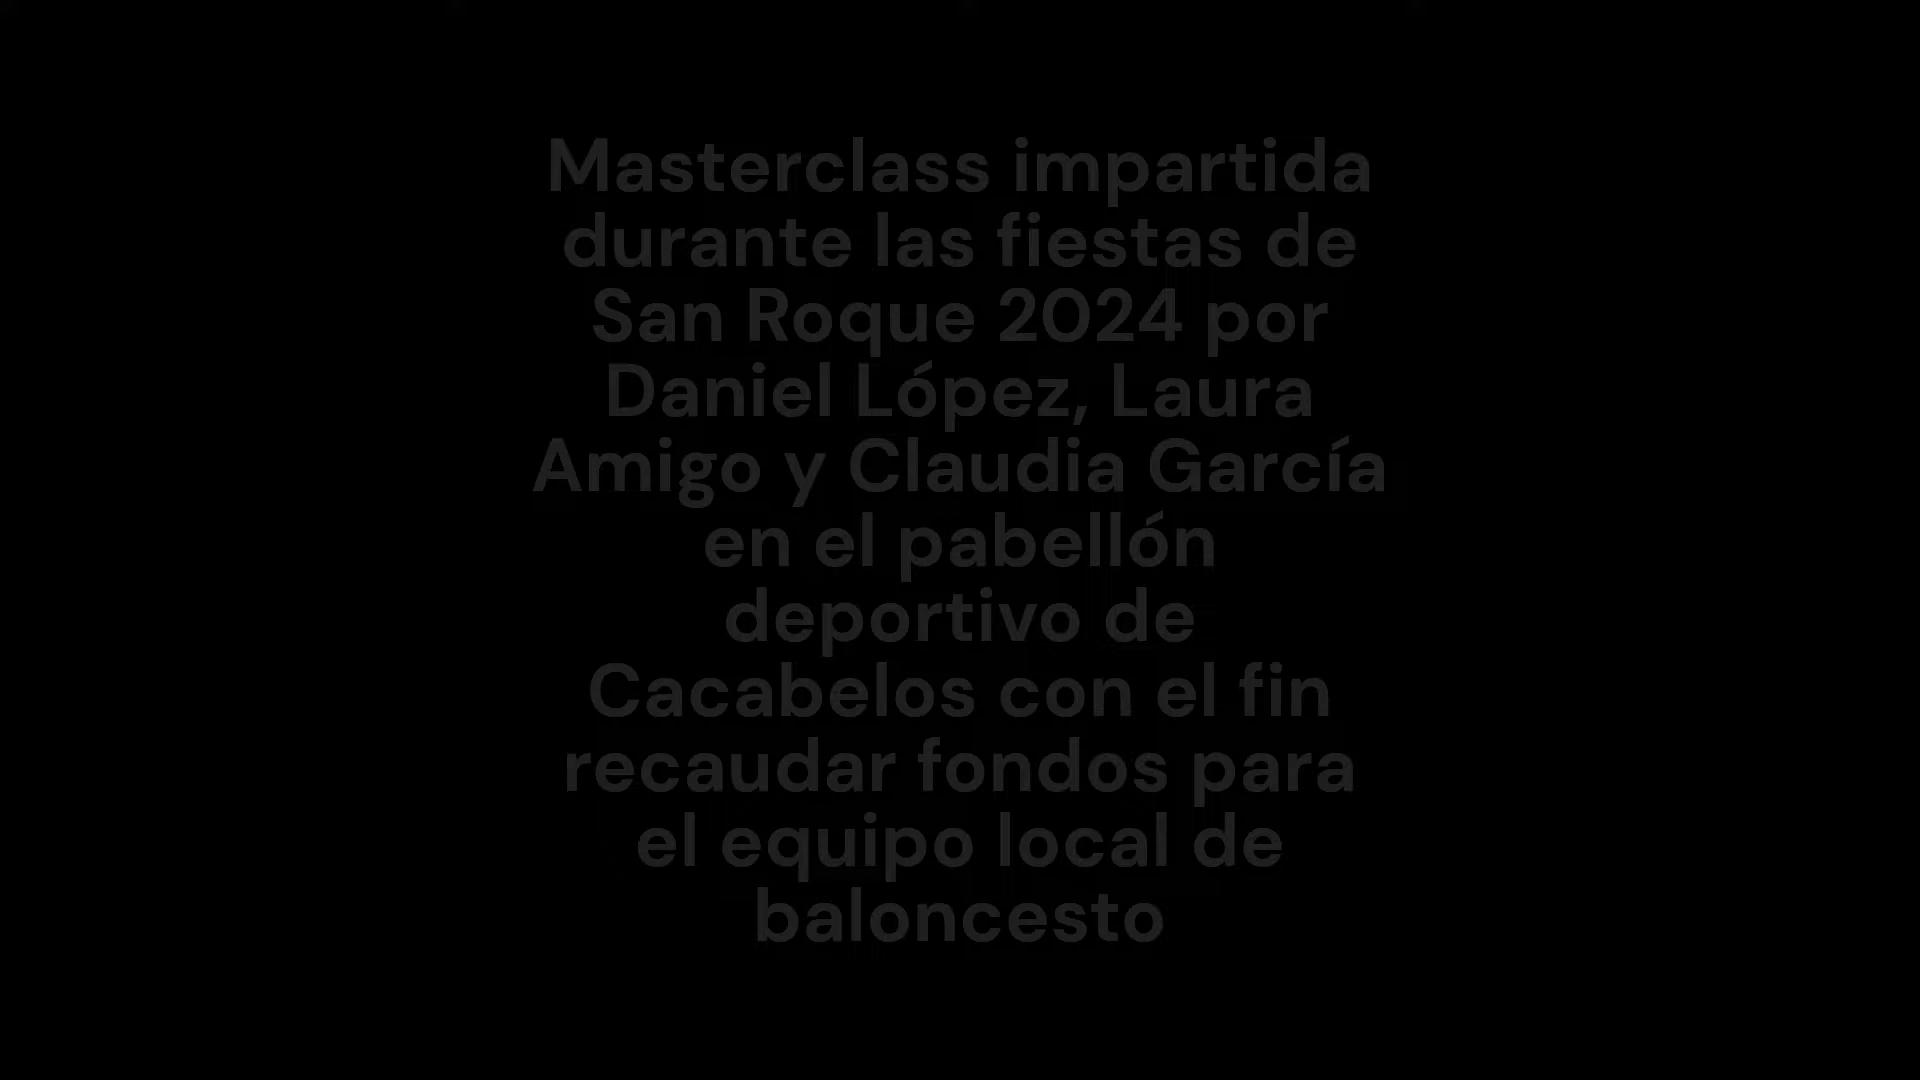 Masterclass impartida
durante las fiestas de
San Roque 2024 por
Daniel López, Laura
Amigo y Claudia García
en el pabellón
deportivo de
Cacabelos con el fin
recaudar fondos para
el equipo local de
baloncesto